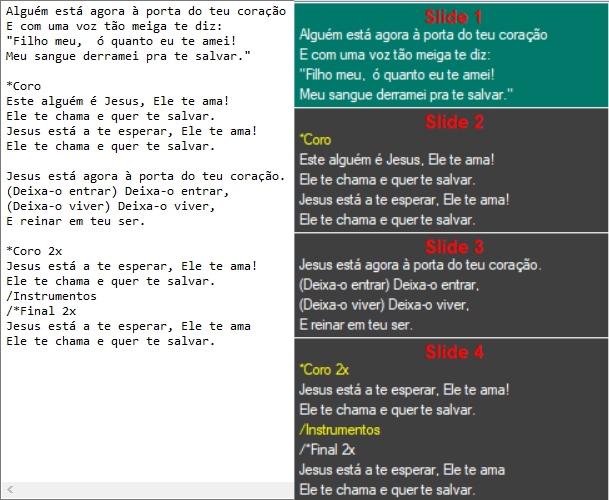 Alguém está agora à porta do teu coração
E com uma voz tão meiga te diz:
"Filho meu,  ó quanto eu te amei!
Meu sangue derramei pra te salvar."
*Coro
Este alguém é Jesus, Ele te ama!
Ele te chama e quer te salvar.
Jesus está a te esperar, Ele te ama!
Ele te chama e quer te salvar.
Jesus está agora à porta do teu coração.
(Deixa-o entrar) Deixa-o entrar,
(Deixa-o viver) Deixa-o viver,
E reinar em teu ser.
*Coro 2x
Jesus está a te esperar, Ele te ama!
Ele te chama e quer te salvar.
/Instrumentos
/*Final 2x
Jesus está a te esperar, Ele te ama
Ele te chama e quer te salvar.
Slide 1
Alguém está agora à porta do teu coração
E com uma voz tão meiga te diz:
"Filho meu,  ó quanto eu te amei!
Meu sangue derramei pra te salvar."
Slide 2
*Coro
Este alguém é Jesus, Ele te ama!
Ele te chama e quer te salvar.
Jesus está a te esperar, Ele te ama!
Ele te chama e quer te salvar.
Slide 3
Jesus está agora à porta do teu coração.
(Deixa-o entrar) Deixa-o entrar,
(Deixa-o viver) Deixa-o viver,
E reinar em teu ser.
Slide 4
*Coro 2x
Jesus está a te esperar, Ele te ama!
Ele te chama e quer te salvar.
/Instrumentos
/*Final 2x
Jesus está a te esperar, Ele te ama
Ele te chama e quer te salvar.